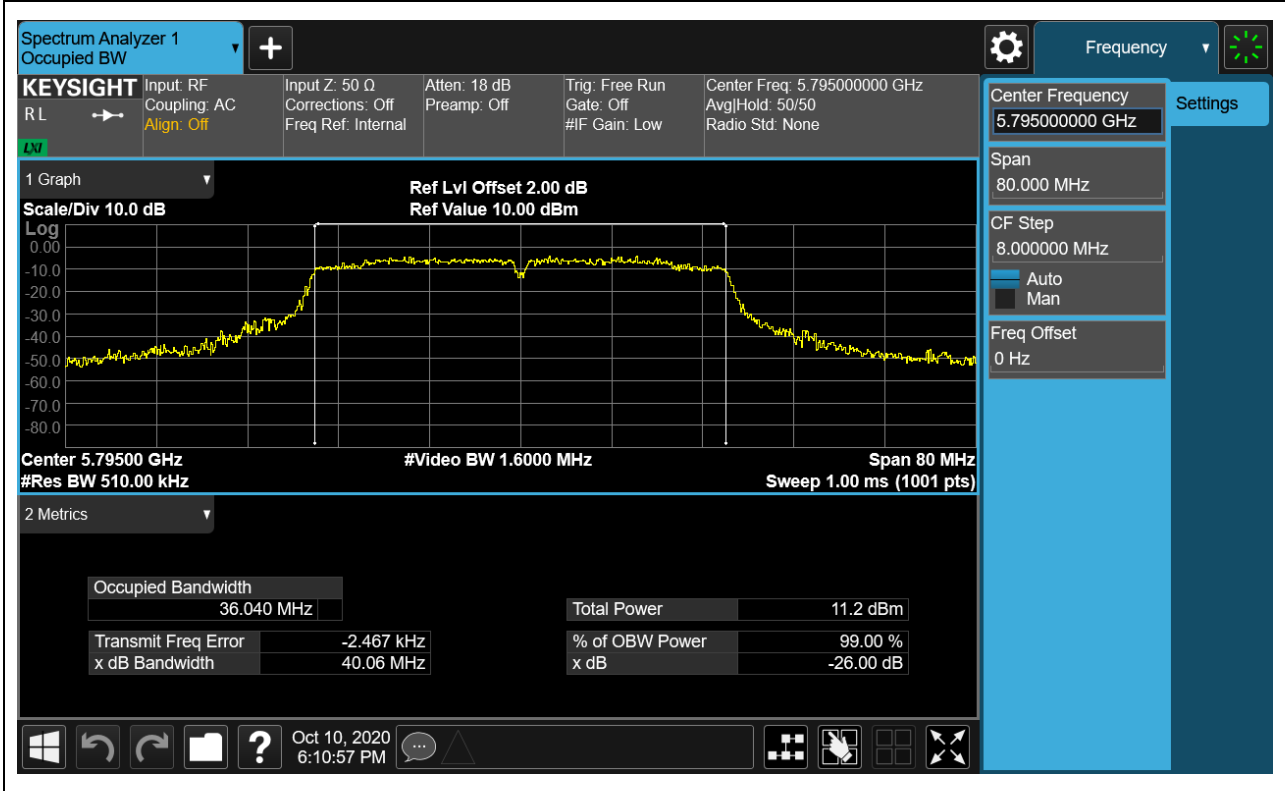 Spectrum Analyzer 1
Occupied BW
+
Frequency
KEYSIGHT
RL
LXI
Input: RF
Coupling: AC
Align: Off
Input Z: 50 Ω
Corrections: Off
Freq Ref: Internal
Atten: 18 dB
Preamp: Off
Trig: Free Run
Gate: Off
#IF Gain: Low
Center Freq: 5.795000000 GHz
Avg|Hold: 50/50
Radio Std: None
Center Frequency
5.795000000 GHz
Settings
Span
80.000 MHz
CF Step
8.000000 MHz
Auto
Man
Freq Offset
0 Hz
1 Graph
Scale/Div 10.0 dB
Ref Lvl Offset 2.00 dB
Ref Value 10.00 dBm
Log
0.00
-10.0
-20.0
-30.0
-40.0
-50.0
-60.0
-70.0
-80.0
Center 5.79500 GHz
#Video BW 1.6000 MHz
Span 80 MHz
#Res BW 510.00 kHz
Sweep 1.00 ms (1001 pts)
2 Metrics
Occupied Bandwidth
36.040 MHz
Total Power 11.2 dBm
Transmit Freq Error -2.467 kHz
% of OBW Power 99.00 %
x dB Bandwidth 40.06 MHz
x dB -26.00 dB
?
Oct 10, 2020
6:10:57 PM